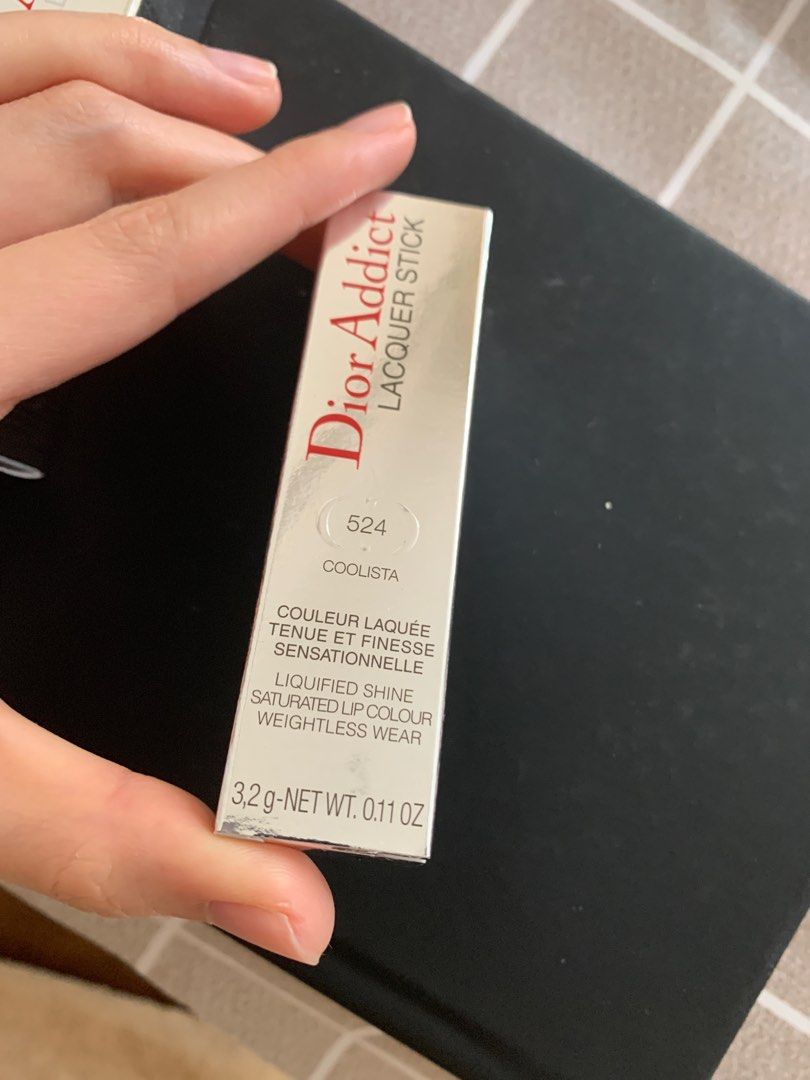 Dior Addict
LACQUER STICK
524
COOLISTA
COULEUR LAQUÉE
TENUE ET FINESSE
SENSATIONNELLE
LIQUIFIED SHINE
SATURATED LIP COLOUR
WEIGHTLESS WEAR
3,2 g-NET WT. 0.11 OZ